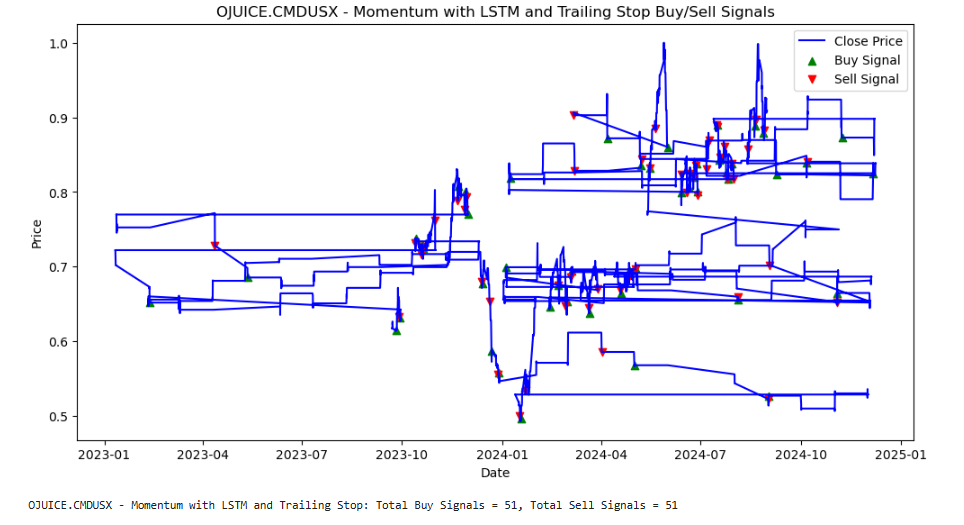 OJUICE.CMDUSX - Momentum with LSTM and Trailing Stop Buy/Sell Signals
Close Price
Buy Signal
Sell Signal
1.0
0.9
0.8
0.7
0.6
0.5
Price
2023-01 2023-04 2023-07 2023-10 2024-01 2024-04 2024-07 2024-10 2025-01
Date
OJUICE.CMDUSX - Momentum with LSTM and Trailing Stop: Total Buy Signals = 51, Total Sell Signals = 51